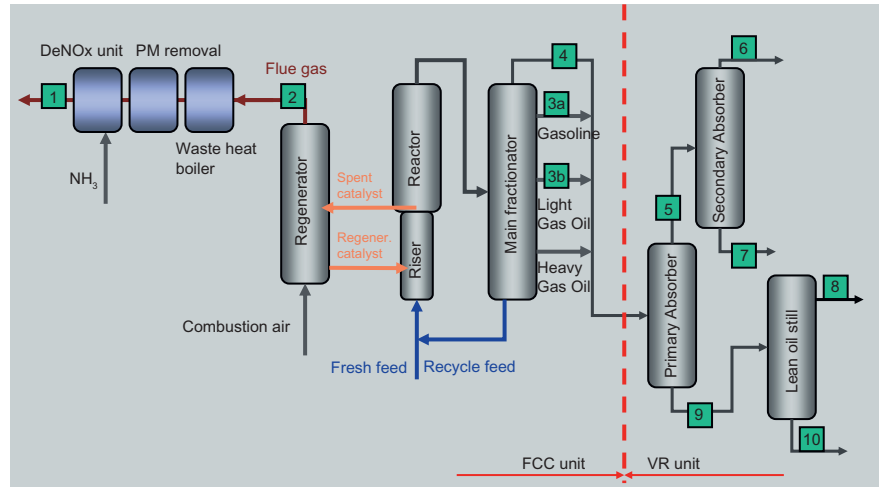 DeNOx unit
PM removal
Flue gas
1
2
Waste heat
boiler
NH3
Regenerator
Combustion air
Spent
catalyst
Regener.
catalyst
Reactor
Riser
Fresh feed
Recycle feed
Main fractionator
4
3a
Gasoline
3b
Light
Gas Oil
Heavy
Gas Oil
5
6
Secondary Absorber
7
Primary Absorber
8
Lean oil still
9
10
FCC unit
VR unit